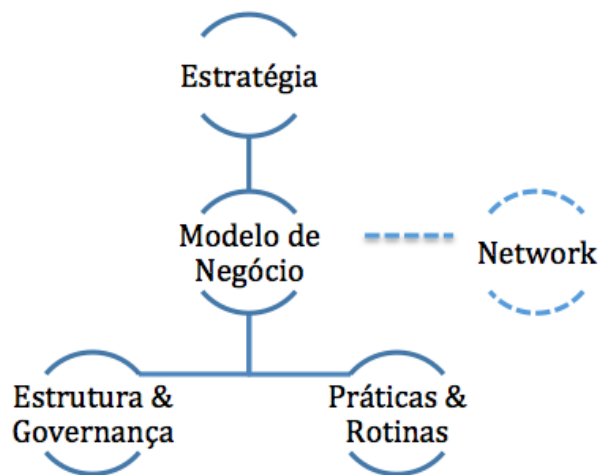 Estratégia
Modelo de
Negócio
Network
Estrutura &
Governança
Práticas &
Rotinas